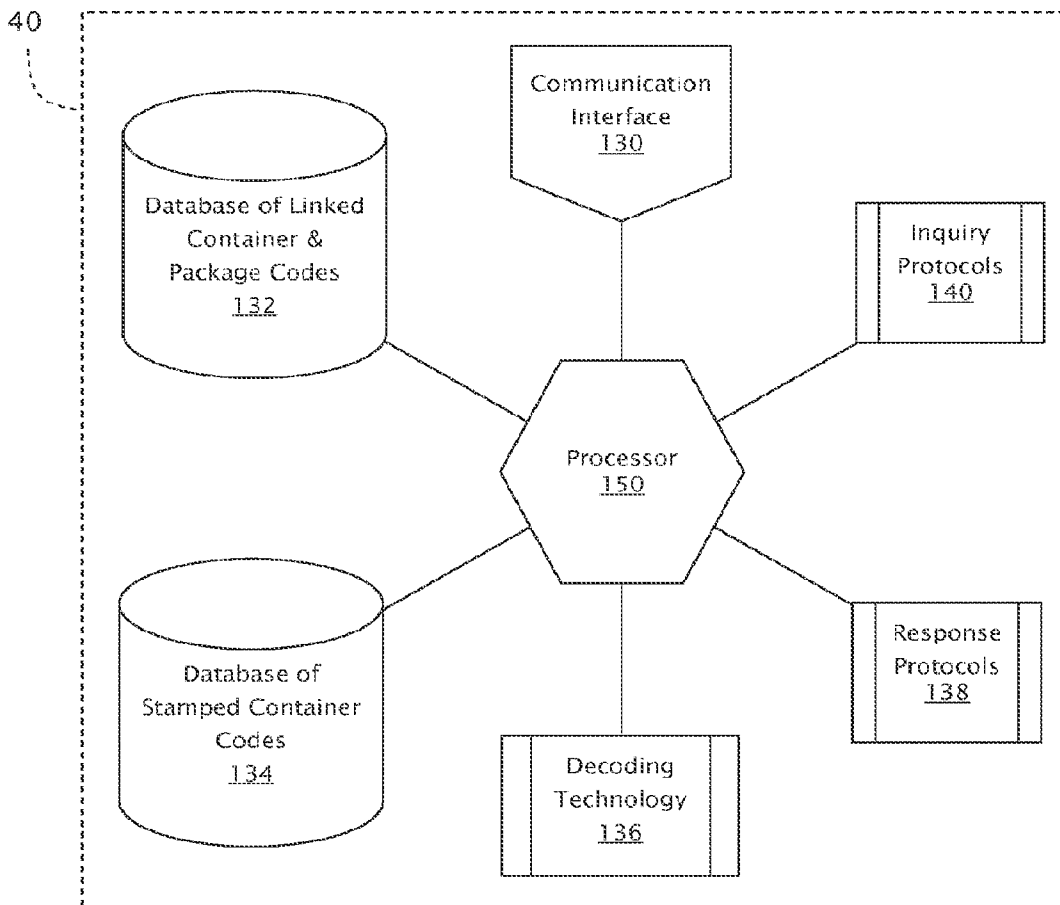 40
Communication
Interface
130
Database of Linked
Container &
Package Codes
132
Inquiry
Protocols
140
Processor
150
Database of
Stamped Container
Codes
134
Decoding
Technology
136
Response
Protocols
138